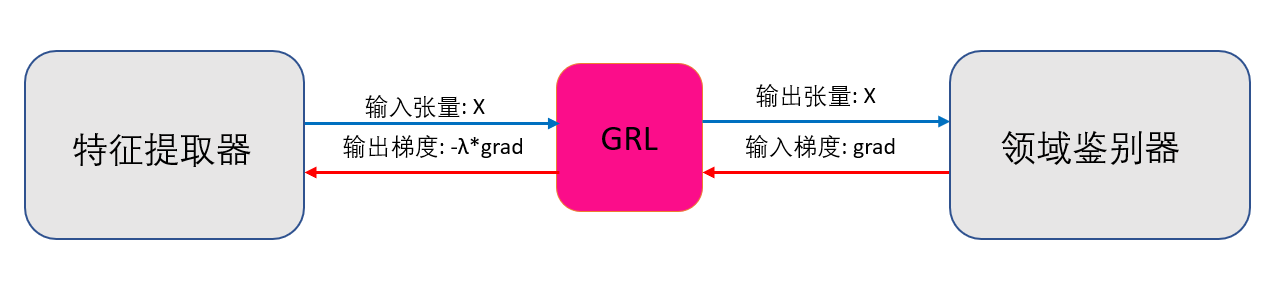 特征提取器
输入张量: X
输出梯度: -λ*grad
GRL
输出张量: X
输入梯度: grad
领域鉴别器